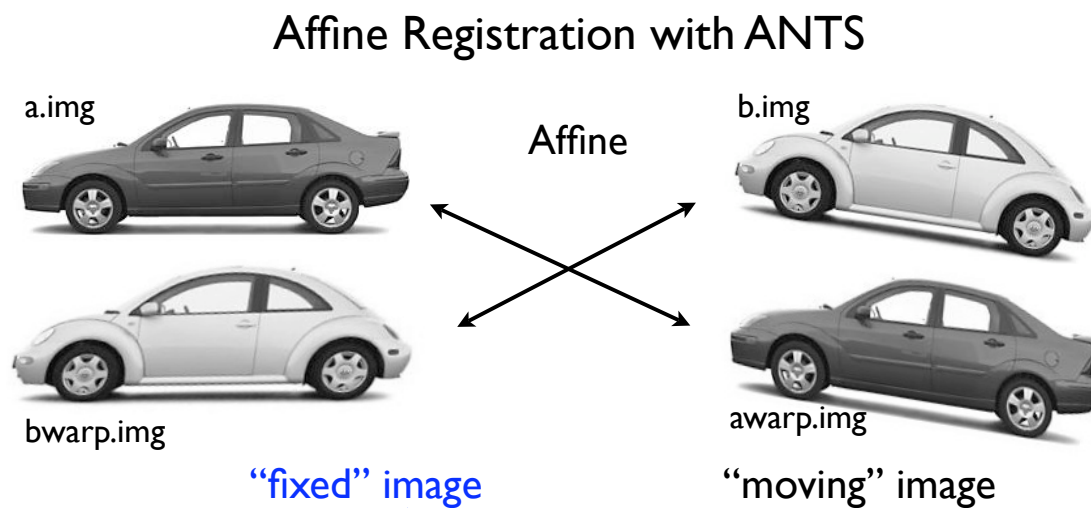 Affine Registration with ANTS
a.img
Affine
b.img
bwarp.img
awarp.img
“fixed” image
“moving” image